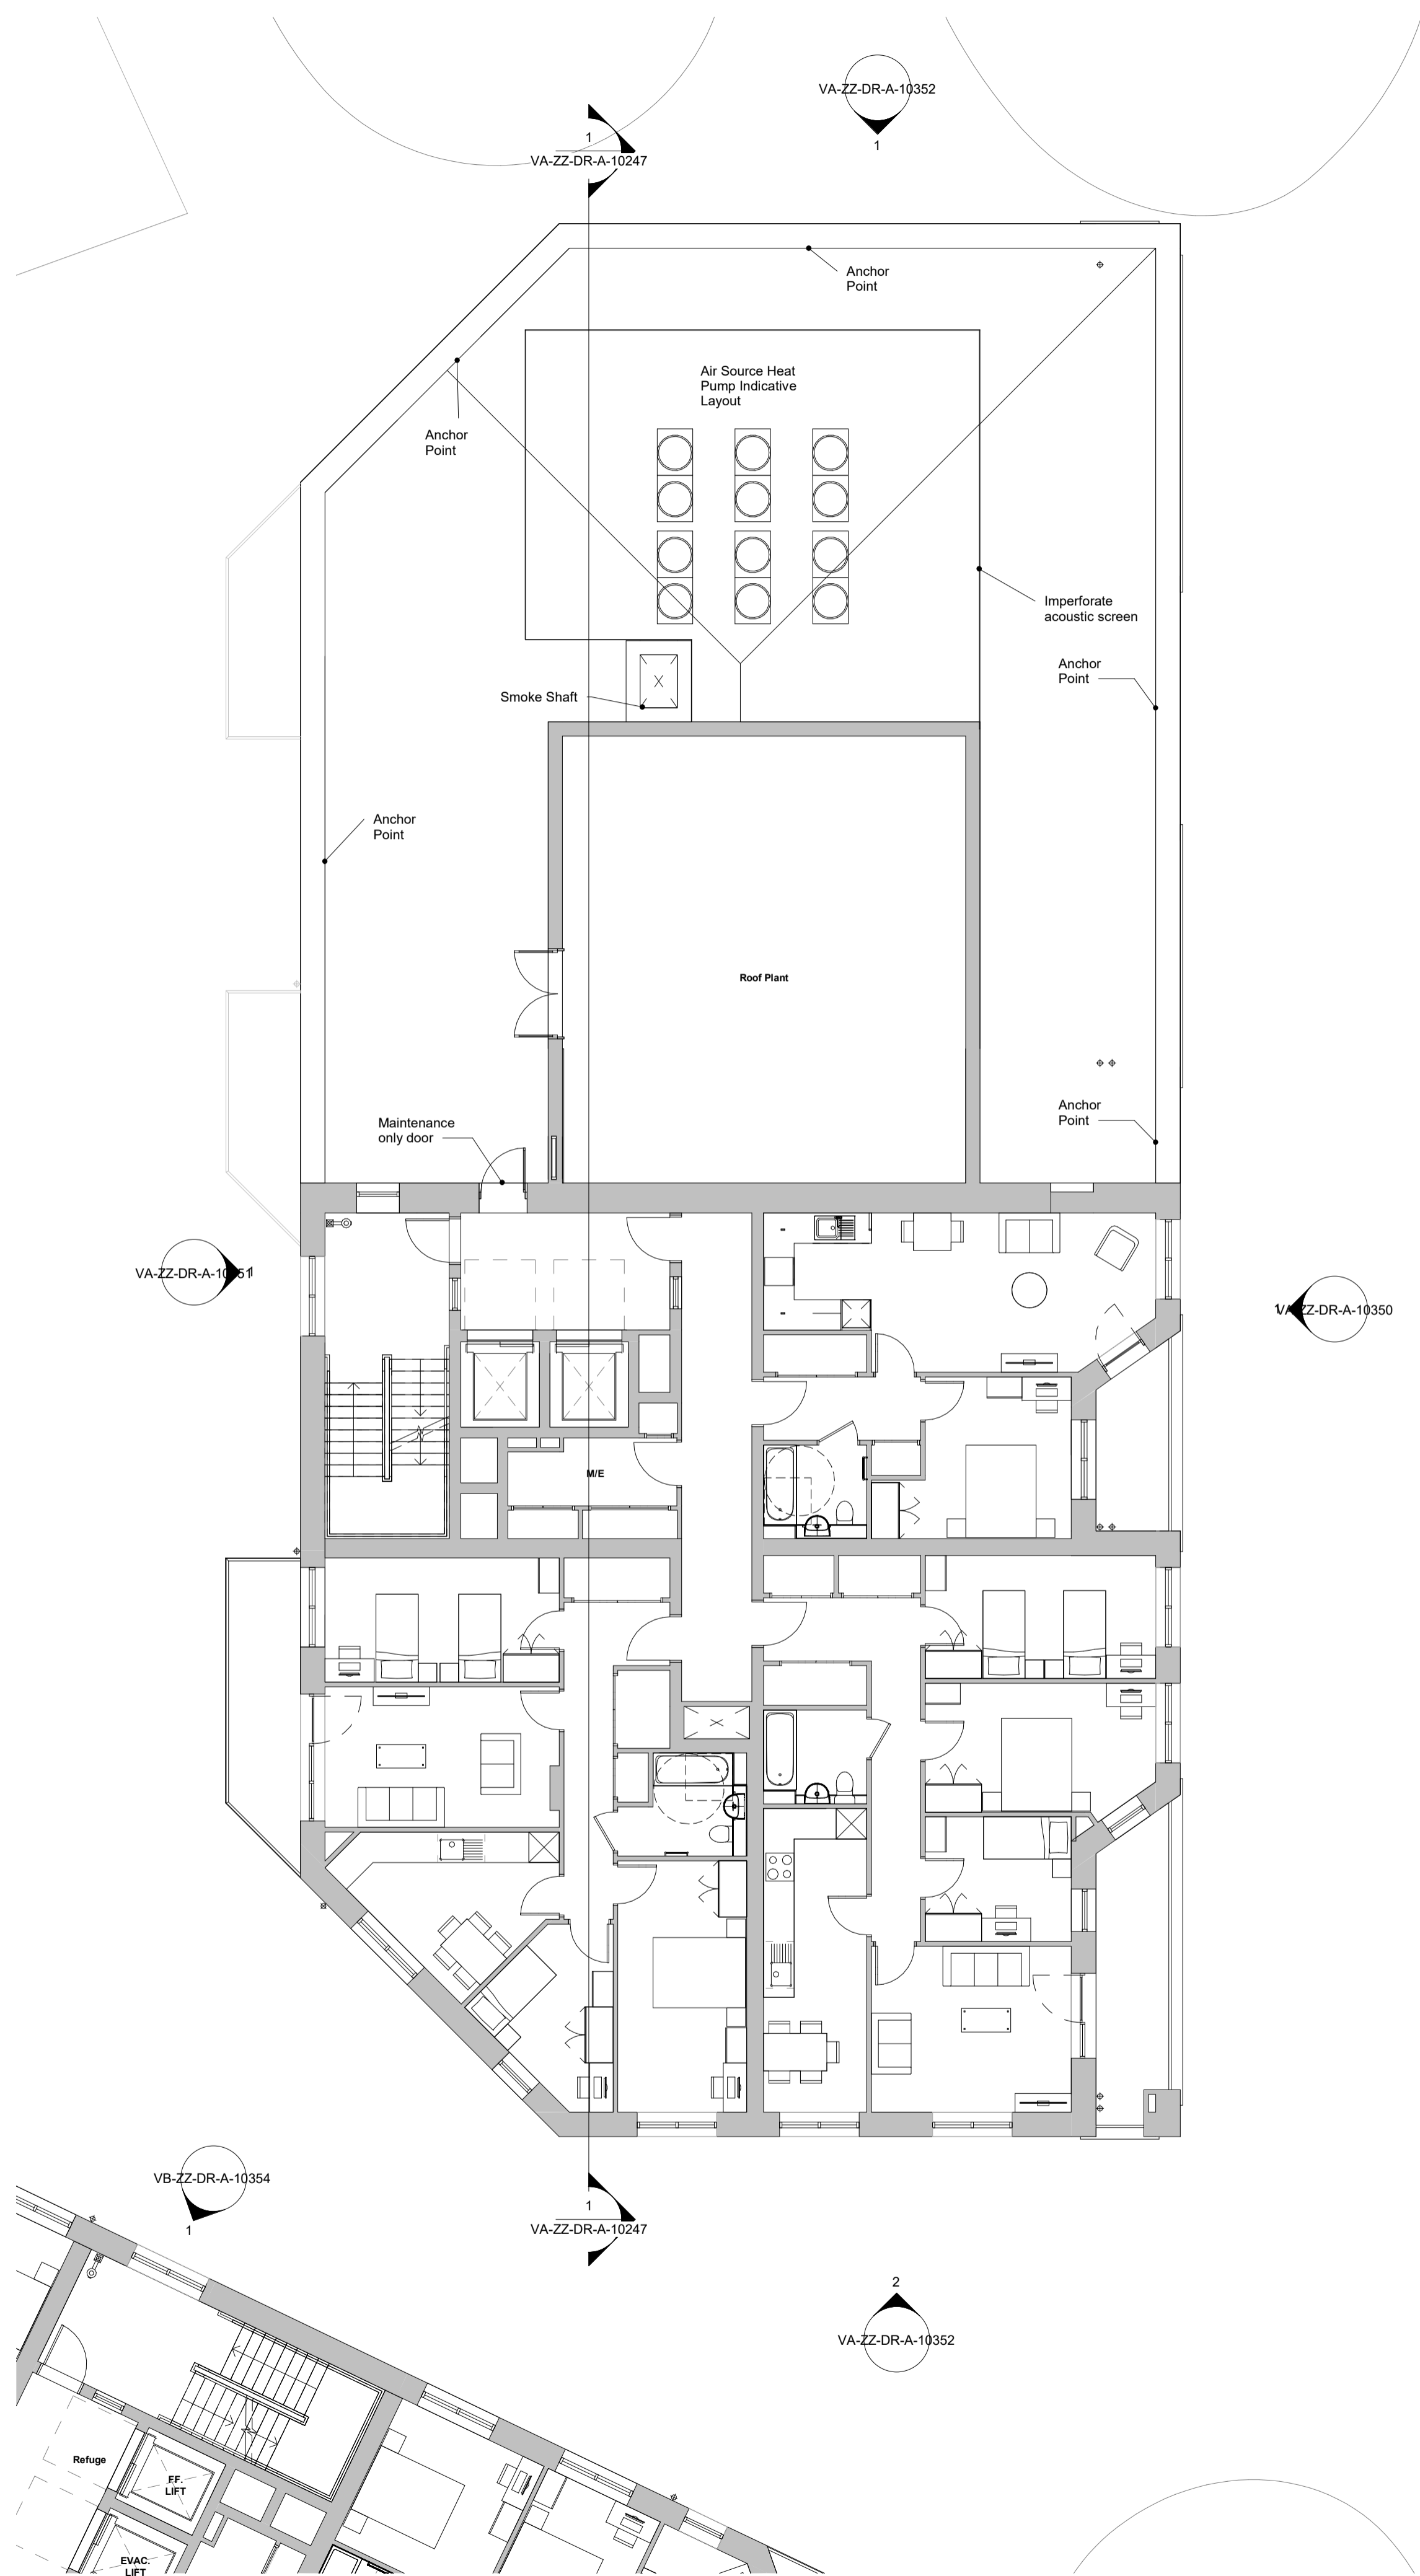 VA-ZZ-DR-A-10352
1
1
VA-ZZ-DR-A-10247
Anchor
Point
Air Source Heat
Pump Indicative
Layout
Anchor
Point
Imperforate
acoustic screen
Anchor
Point
Smoke Shaft
Anchor
Point
Roof Plant
Anchor
Point
Maintenance
only door
VA-ZZ-DR-A-10351
1
1
VA-ZZ-DR-A-10350
M/E
VB-ZZ-DR-A-10354
1
1
VA-ZZ-DR-A-10247
2
VA-ZZ-DR-A-10352
Refuge
FF.
LIFT
EVAC.
LIFT